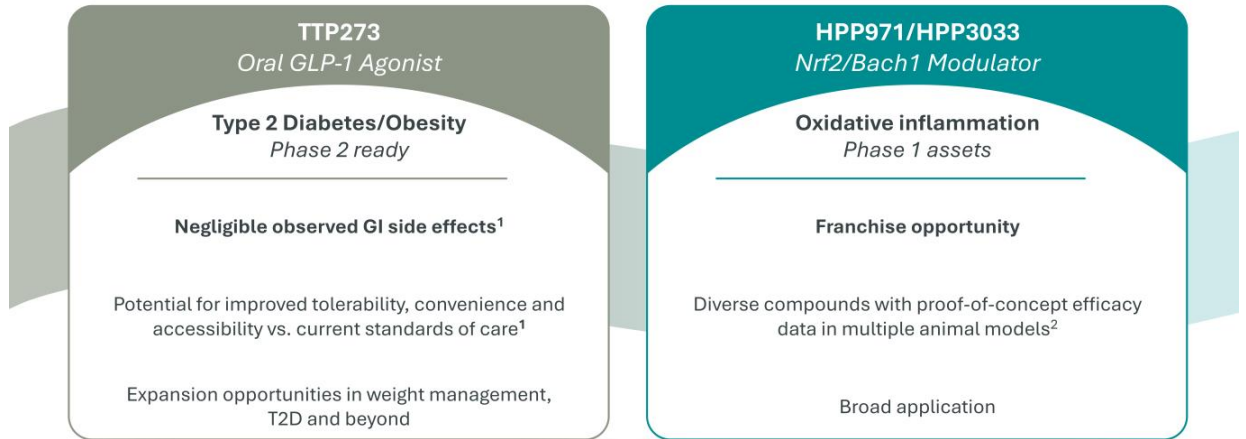 TTP273
Oral GLP-1 Agonist
Type 2 Diabetes/Obesity
Phase 2 ready
Negligible observed GI side effects¹
Potential for improved tolerability, convenience and
accessibility vs. current standards of care¹
Expansion opportunities in weight management,
T2D and beyond
HPP971/HPP3033
Nrf2/Bach1 Modulator
Oxidative inflammation
Phase 1 assets
Franchise opportunity
Diverse compounds with proof-of-concept efficacy
data in multiple animal models²
Broad application